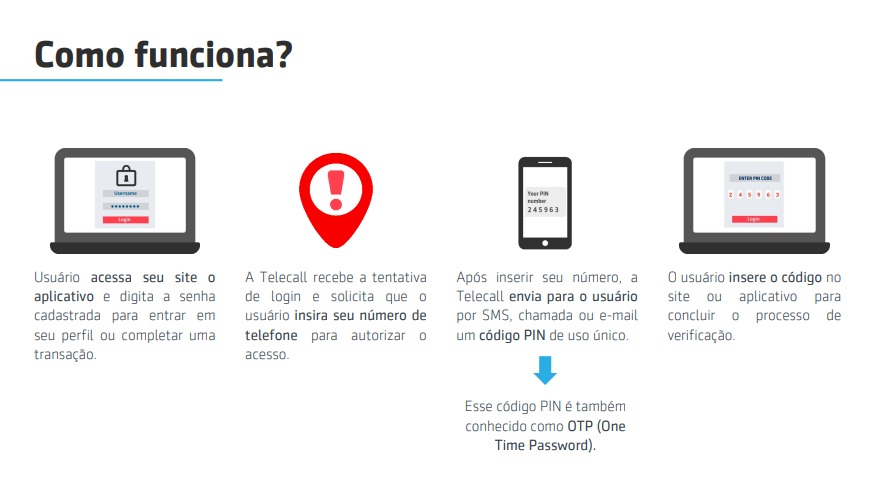 Como funciona?
Username
Login
Your PIN
number
2 4 5 9 6 3
ENTER PIN CODE
2 4 5 9 6 3
Login
Usuário acessa seu site o
aplicativo e digita a senha
cadastrada para entrar em
seu perfil ou completar uma
transação.
A Telecall recebe a tentativa
de login e solicita que o
usuário insira seu número de
telefone para autorizar o
acesso.
Após inserir seu número, a
Telecall envia para o usuário
por SMS, chamada ou e-mail
um código PIN de uso único.
Esse código PIN é também
conhecido como OTP (One
Time Password).
O usuário insere o código no
site ou aplicativo para
concluir o processo de
verificação.